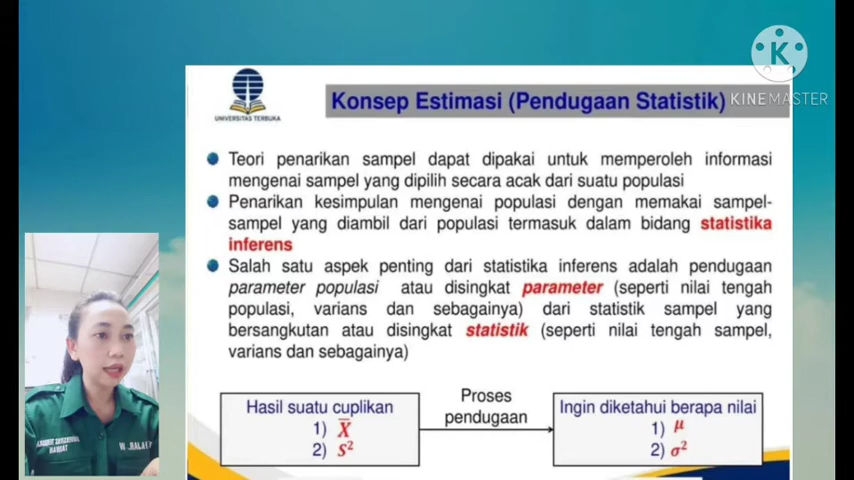 KINEMASTER
UNIVERSITAS TERBUKA
Konsep Estimasi (Pendugaan Statistik)
Teori penarikan sampel dapat dipakai untuk memperoleh informasi
mengenai sampel yang dipilih secara acak dari suatu populasi
Penarikan kesimpulan mengenai populasi dengan memakai sampel-
sampel yang diambil dari populasi termasuk dalam bidang statistika
inferens
Salah satu aspek penting dari statistika inferens adalah pendugaan
parameter populasi atau disingkat parameter (seperti nilai tengah
populasi, varians dan sebagainya) dari statistik sampel yang
bersangkutan atau disingkat statistik (seperti nilai tengah sampel,
varians dan sebagainya)
Hasil suatu cuplikan
1) X̅
2) S²
Proses
pendugaan
Ingin diketahui berapa nilai
1) μ
2) σ²